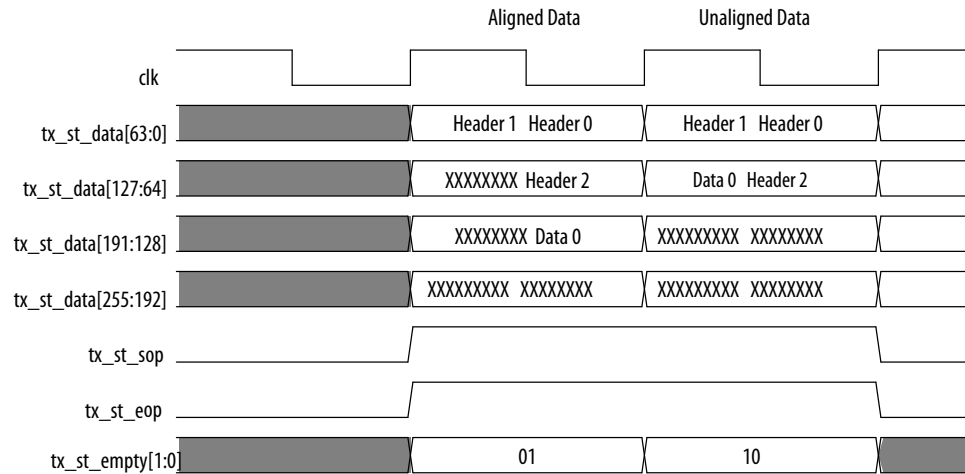 Aligned Data Unaligned Data
clk
tx_st_data[63:0] Header 1 Header 0 Header 1 Header 0
tx_st_data[127:64] XXXXXXXX Header 2 Data 0 Header 2
tx_st_data[191:128] XXXXXXXX Data 0 XXXXXXXXX XXXXXXXX
tx_st_data[255:192] XXXXXXXXX XXXXXXXX XXXXXXXXX XXXXXXXX
tx_st_sop
tx_st_eop
tx_st_empty[1:0] 01 10